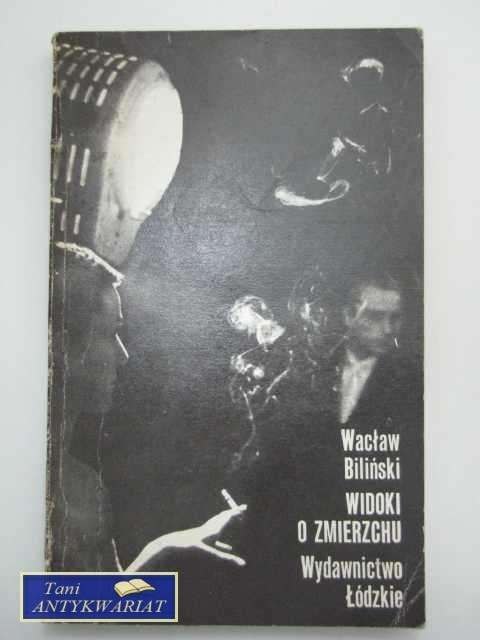 Wacław
Biliński
WIDOKI
O ZMIERZCHU
Wydawnictwo
Łódzkie
Tani
ANTYKWARIAT